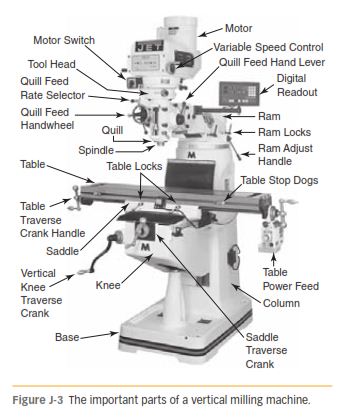 Motor
Motor Switch
Variable Speed Control
Tool Head
Quill Feed Hand Lever
JET
Quill Feed
Rate Selector
Digital
Readout
Quill Feed
Handwheel
Ram
Quill
Ram Locks
Spindle
Ram Adjust
Handle
Table
Table Locks
Table Stop Dogs
Table
Traverse
Crank Handle
Saddle
Vertical
Knee
Traverse
Crank
Knee
Table
Power Feed
Column
Base
Saddle
Traverse
Crank
Figure J-3 The important parts of a vertical milling machine.